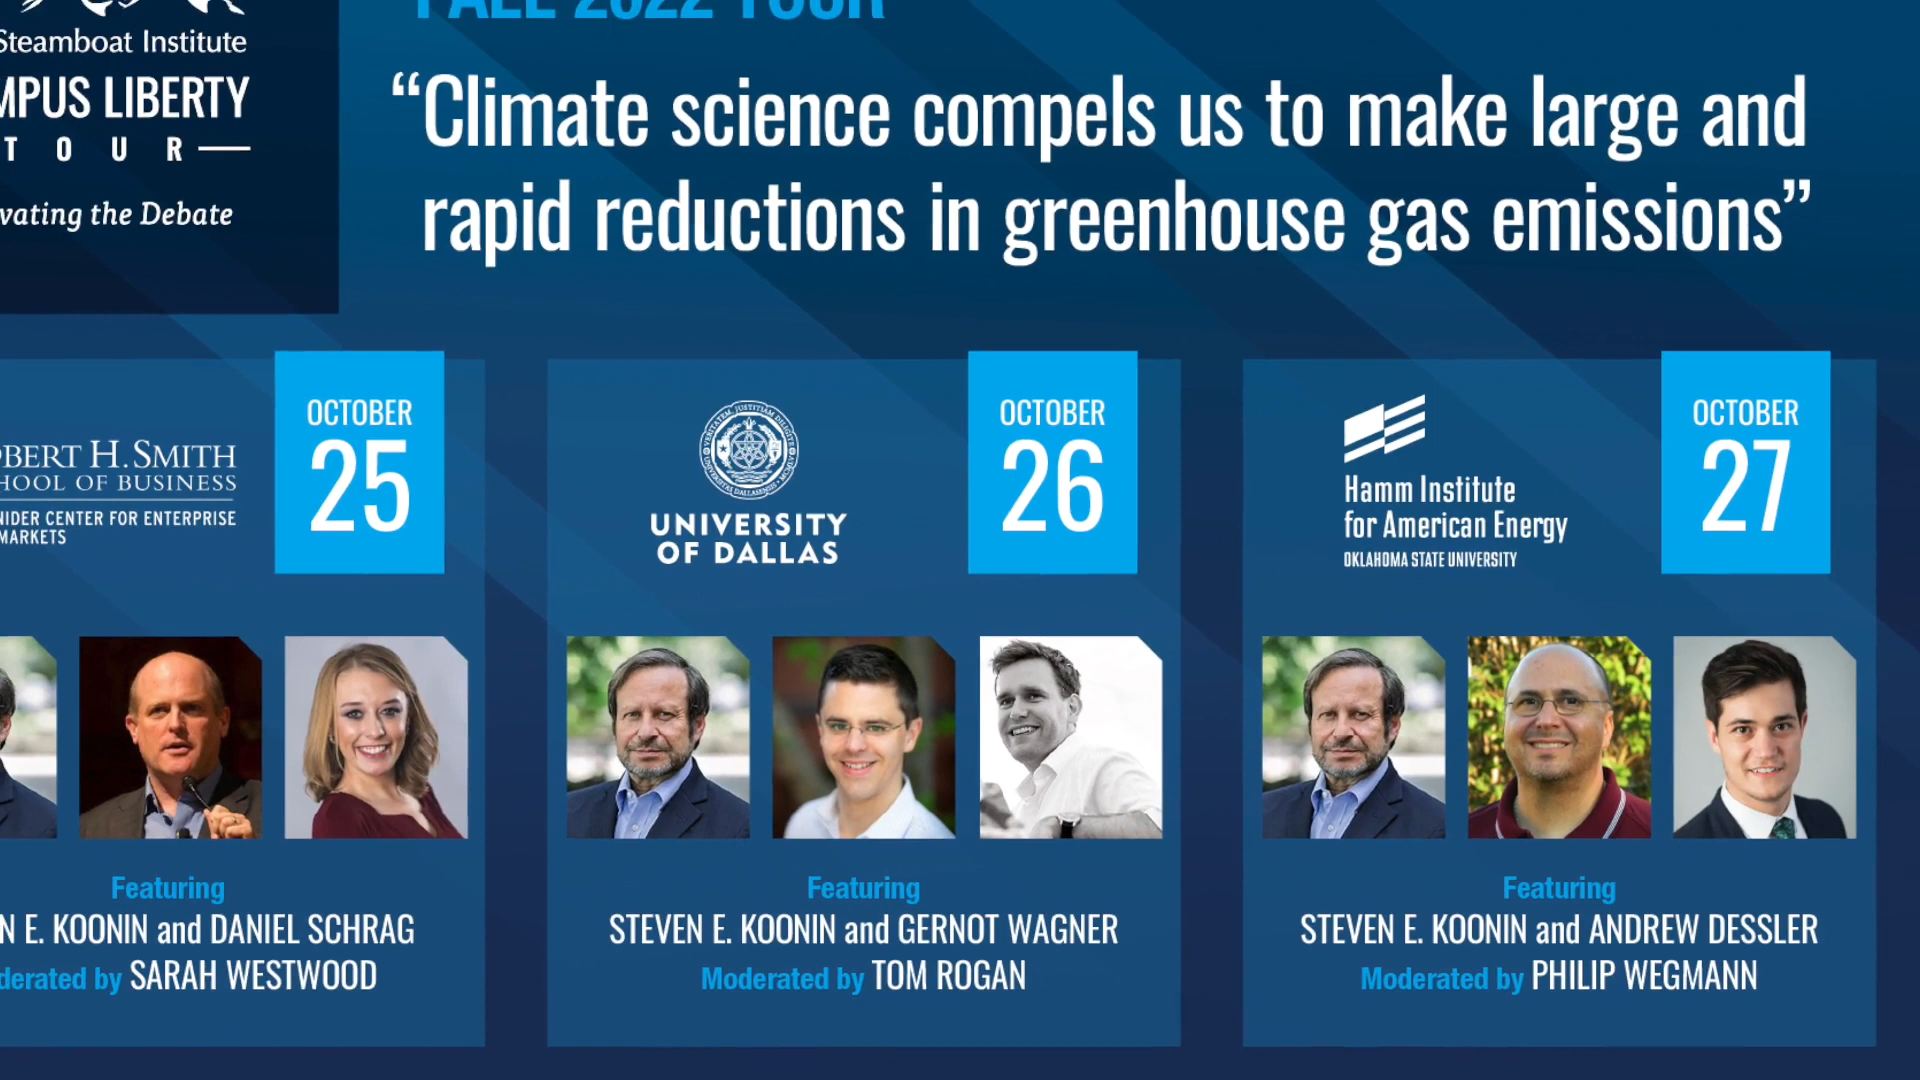 FALL 2022 TOUR
Steamboat Institute
MPUS LIBERTY
TOUR
vating the Debate
“Climate science compels us to make large and
rapid reductions in greenhouse gas emissions”
BERT H. SMITH
HOOL OF BUSINESS
NIDER CENTER FOR ENTERPRISE
MARKETS
OCTOBER
25
Featuring
N E. KOONIN and DANIEL SCHRAG
derated by SARAH WESTWOOD
UNIVERSITY
OF DALLAS
OCTOBER
26
Featuring
STEVEN E. KOONIN and GERNOT WAGNER
Moderated by TOM ROGAN
Hamm Institute
for American Energy
OKLAHOMA STATE UNIVERSITY
OCTOBER
27
Featuring
STEVEN E. KOONIN and ANDREW DESSLER
Moderated by PHILIP WEGMANN